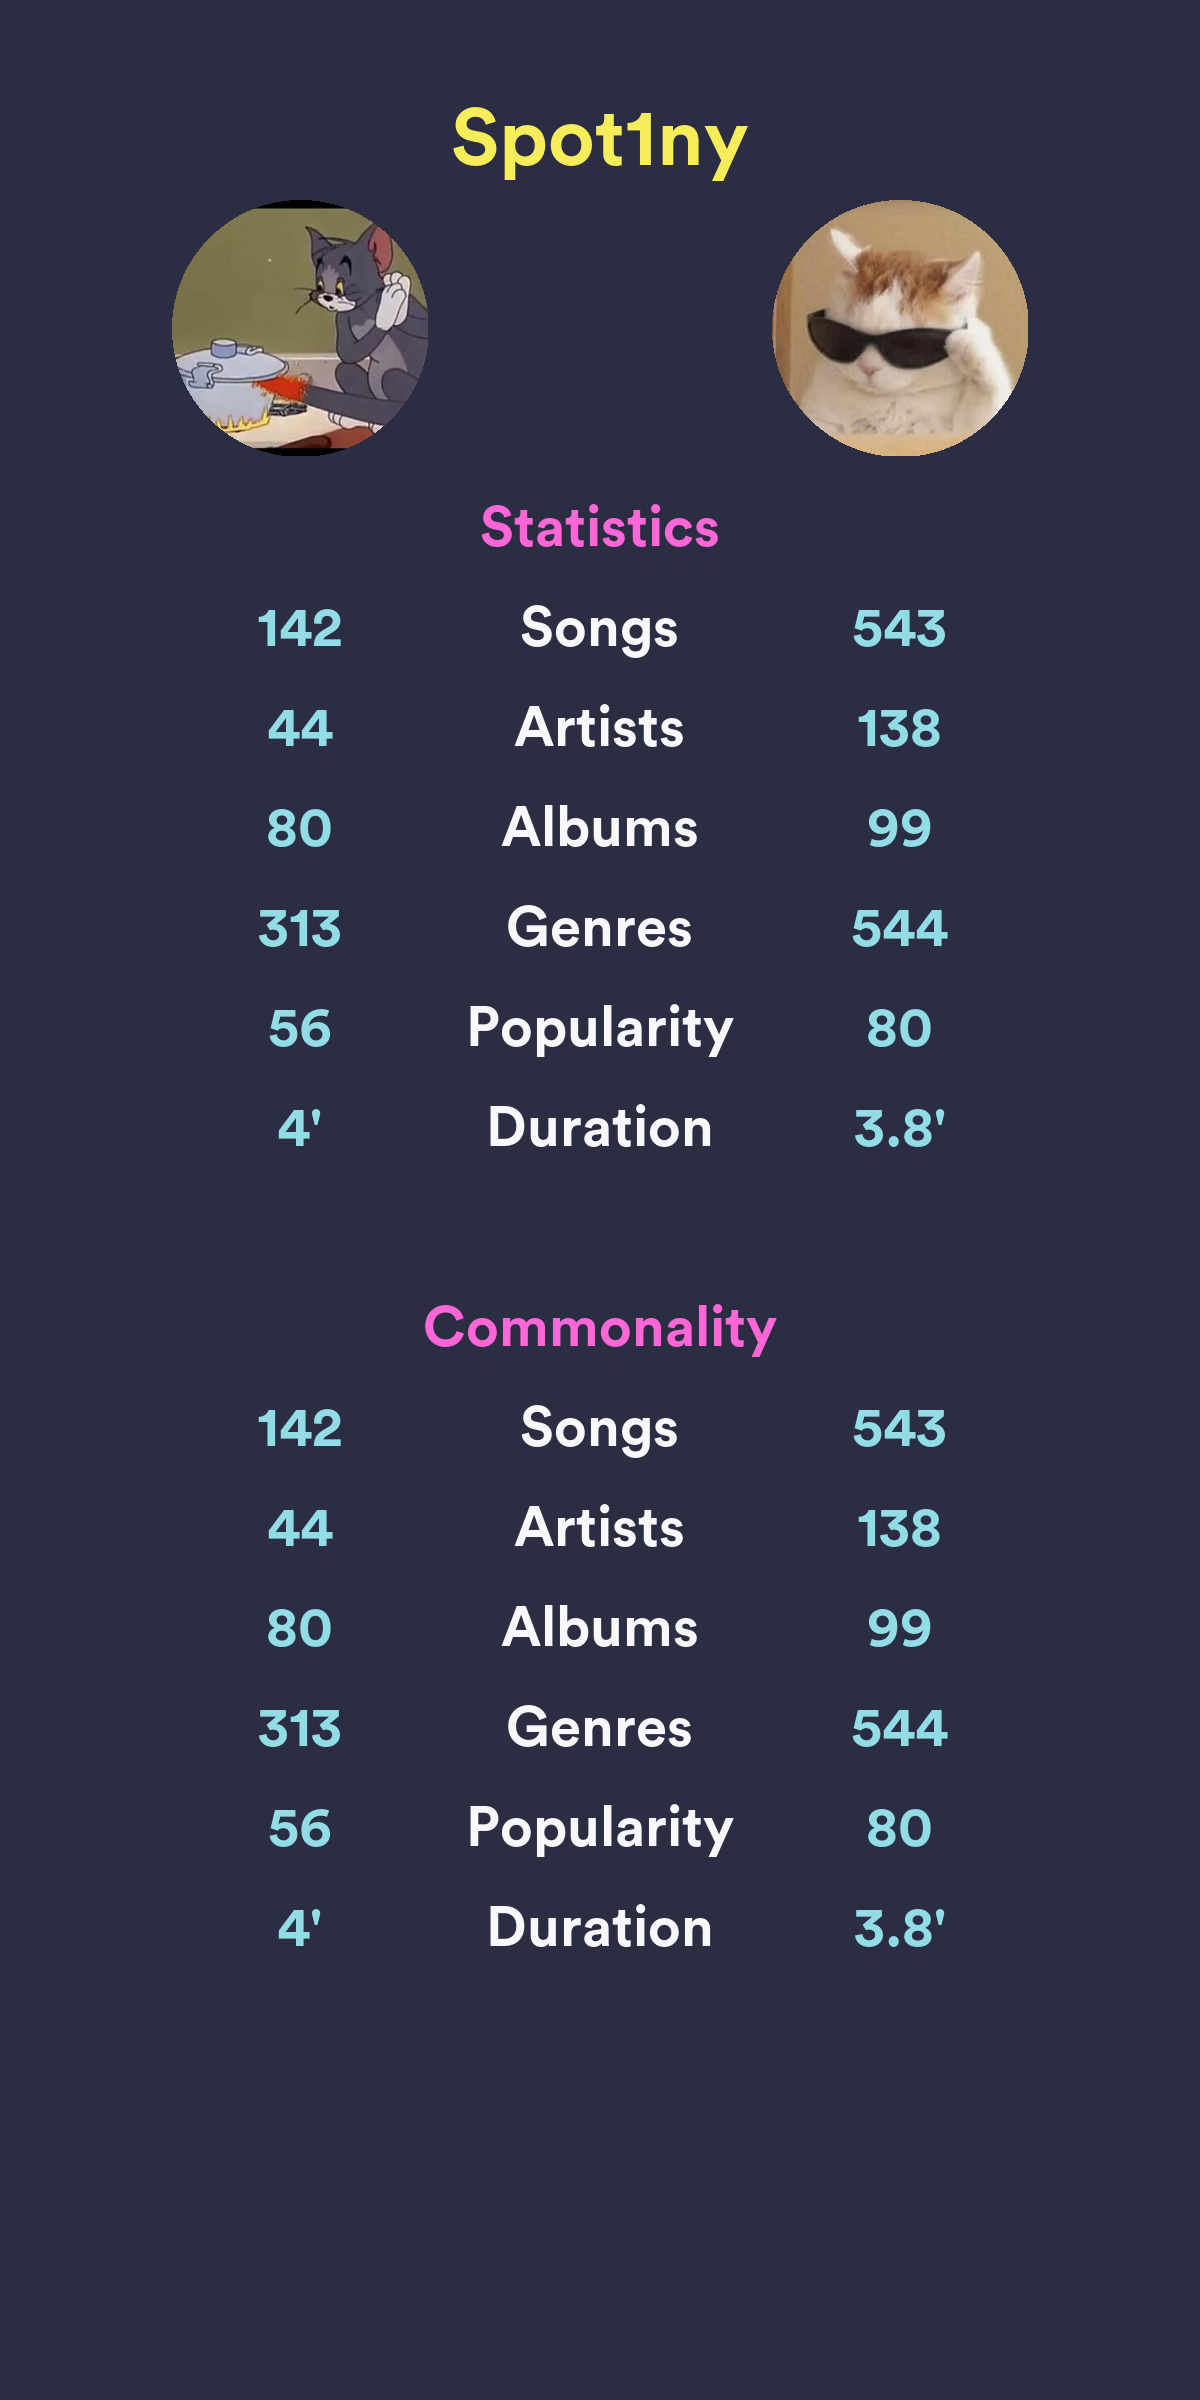 Spot1ny
Statistics
142 Songs 543
44 Artists 138
80 Albums 99
313 Genres 544
56 Popularity 80
4' Duration 3.8'
Commonality
142 Songs 543
44 Artists 138
80 Albums 99
313 Genres 544
56 Popularity 80
4' Duration 3.8'